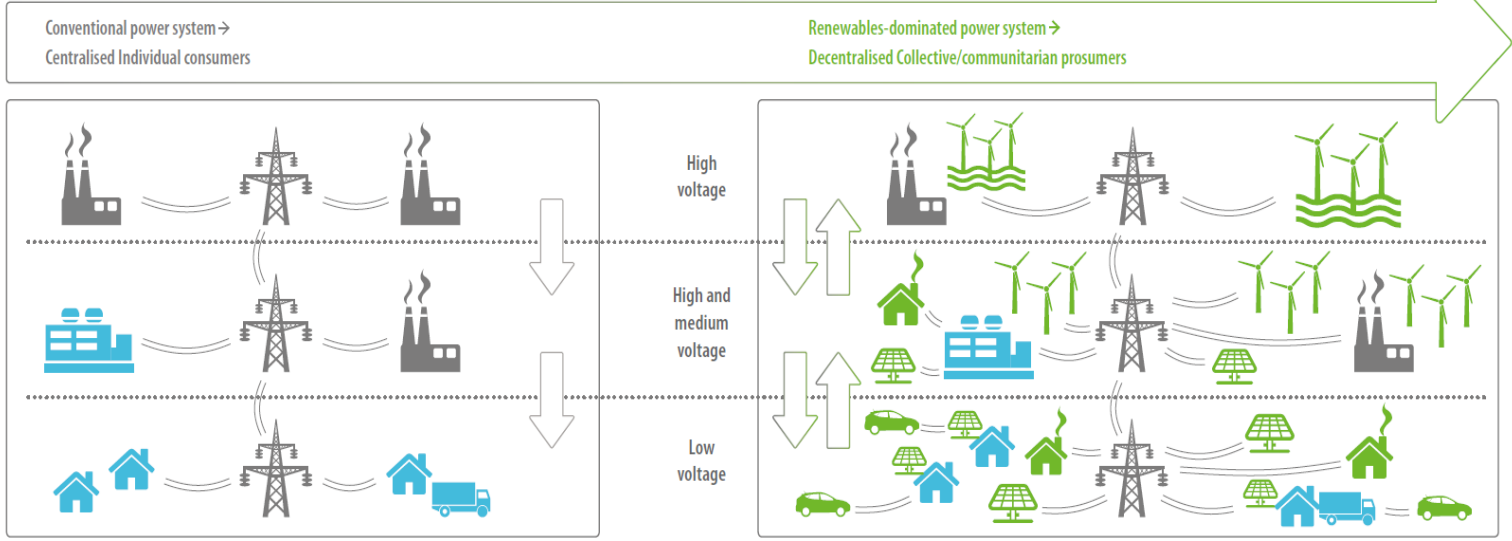 Conventional power system →
Centralised Individual consumers
Renewables-dominated power system →
Decentralised Collective/communitarian prosumers
High
voltage
High and
medium
voltage
Low
voltage